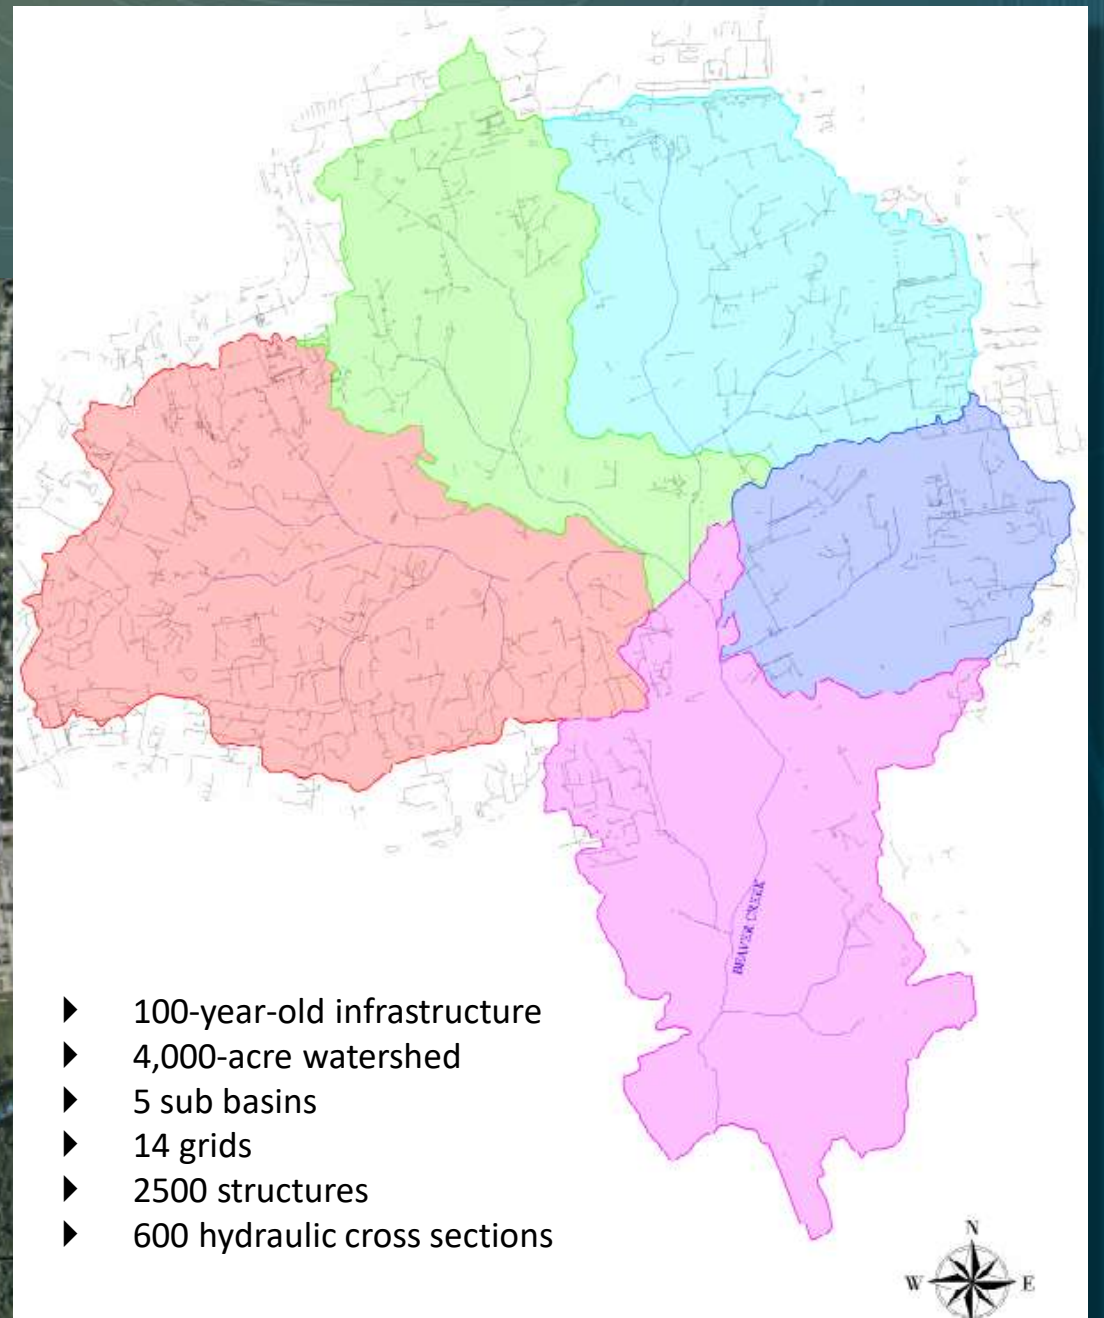 BEAVER CREEK
100-year-old infrastructure
4,000-acre watershed
5 sub basins
14 grids
2500 structures
600 hydraulic cross sections
N
W E